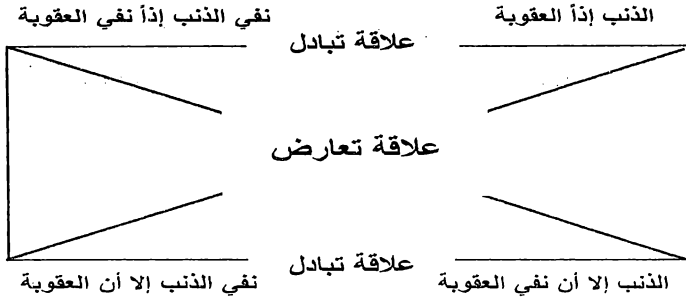 الذنب إذاً العقوبة
نفي الذنب إذاً نفي العقوبة
علاقة تبادل
علاقة تعارض
علاقة تبادل
الذنب إلا أن نفي العقوبة
نفي الذنب إلا أن العقوبة